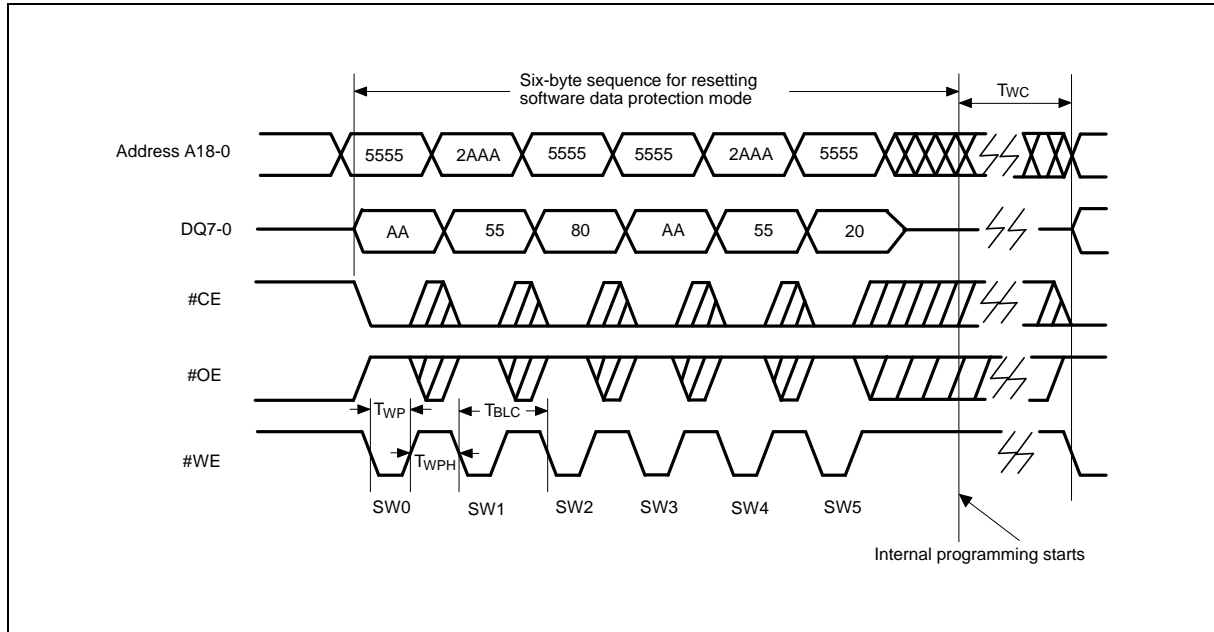 Six-byte sequence for resetting
software data protection mode
TWC
Address A18-0
5555
2AAA
5555
5555
2AAA
5555
DQ7-0
AA
55
80
AA
55
20
#CE
#OE
TWP
TBLC
#WE
TWPH
SW0
SW1
SW2
SW3
SW4
SW5
Internal programming starts